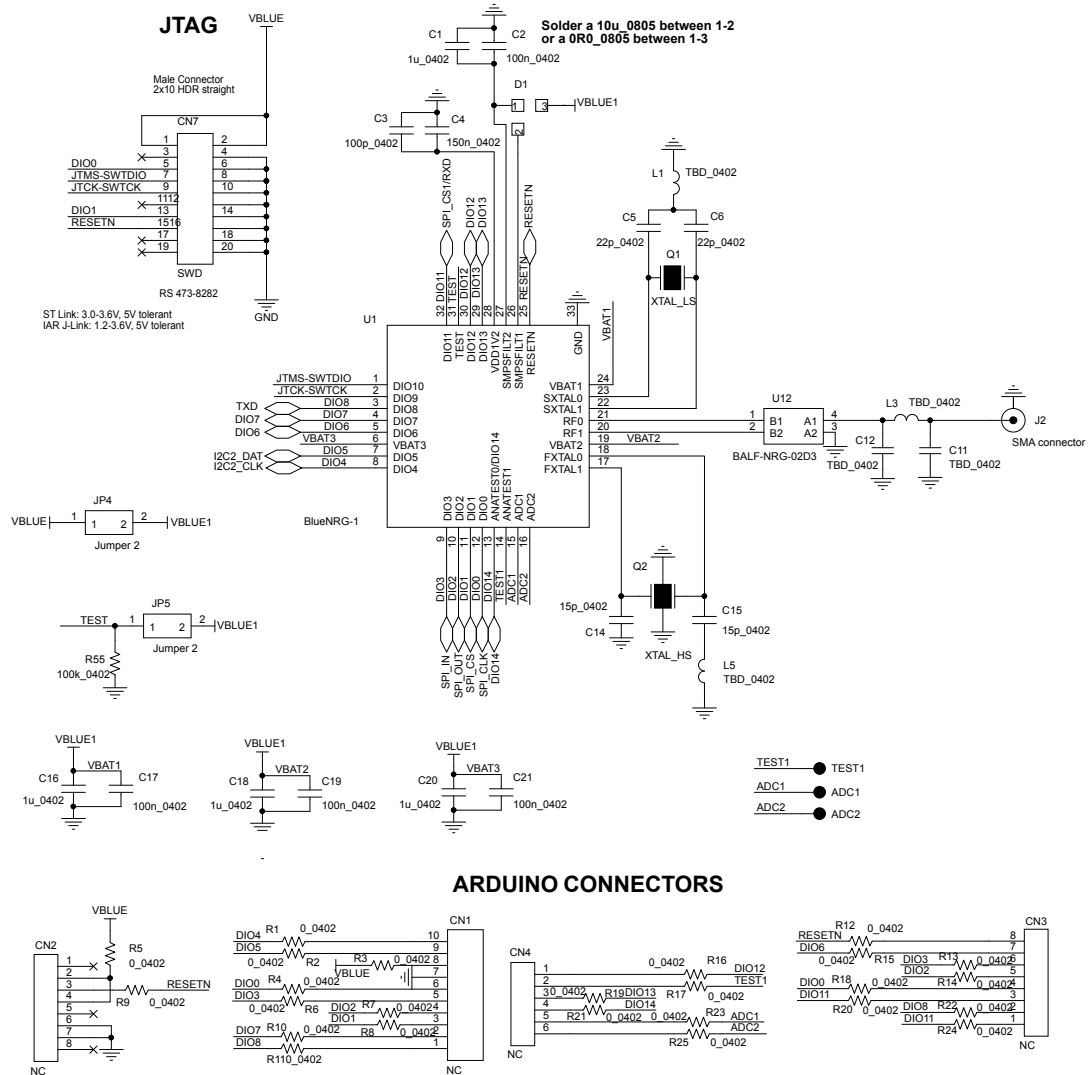 JTAG
VBLUE
Male Connector
2x10 HDR straight
CN7
1 2
3 4
DIO0 5 6
JTMS-SWTDIO 7 8
JTCK-SWTCK 9 10
1112
DIO1 13 14
RESETN 1516
17 18
19 20
SWD
RS 473-8282
ST Link: 3.0-3.6V, 5V tolerant
IAR J-Link: 1.2-3.6V, 5V tolerant
GND
Solder a 10u_0805 between 1-2
or a 0R0_0805 between 1-3
C1
1u_0402
C2
100n_0402
D1
1 3 VBLUE1
2
C3
100p_0402
C4
150n_0402
L1 TBD_0402
C5
22p_0402
C6
22p_0402
Q1
XTAL_LS
SPI_CS1/RXD
DIO12
DIO13
RESETN
32 DIO11
31 TEST
30 DIO12
29 DIO13
28
27
26
25 RESETN
33
VBAT1
U1
DIO11
TEST
DIO12
DIO13
VDD1V2
SMPSFILT2
SMPSFILT1
RESETN
GND
JTMS-SWTDIO 1 DIO10
JTCK-SWTCK 2 DIO9
TXD DIO8 3 DIO8
DIO7 DIO7 4 DIO7
DIO6 DIO6 5 DIO6
VBAT3 6 VBAT3
I2C2_DAT DIO5 7 DIO5
I2C2_CLK DIO4 8 DIO4
VBAT1 24
SXTAL0 23
SXTAL1 22
RF0 21
RF1 20
VBAT2 19 VBAT2
FXTAL0 18
FXTAL1 17
DIO3
DIO2
DIO1
DIO0
ANATEST0/DIO14
ANATEST1
ADC1
ADC2
BlueNRG-1
9
10
11
12
13
14
15
16
DIO3
DIO2
DIO1
DIO0
DIO14
TEST1
ADC1
ADC2
SPI_IN
SPI_OUT
SPI_CS
SPI_CLK
DIO14
U12
1 B1 A1 4
2 B2 A2 3
BALF-NRG-02D3
L3 TBD_0402
C12
TBD_0402
C11
TBD_0402
J2
SMA connector
Q2
XTAL_HS
15p_0402
C14
C15
15p_0402
L5
TBD_0402
JP4
VBLUE 1 1 2 2 VBLUE1
Jumper 2
JP5
TEST 1 1 2 2 VBLUE1
Jumper 2
R55
100k_0402
VBLUE1
VBAT1
C16 C17
1u_0402 100n_0402
VBLUE1
VBAT2
C18 C19
1u_0402 100n_0402
VBLUE1
VBAT3
C20 C21
1u_0402 100n_0402
TEST1 TEST1
ADC1 ADC1
ADC2 ADC2
-
ARDUINO CONNECTORS
VBLUE
CN2
R5
0_0402
1
2
3
4
5
6
7
8
RESETN
R9 0_0402
NC
CN1
DIO4 R1 0_0402 10
DIO5 0_0402 R2 9
R3 0_0402 8
VBLUE 7
DIO0 R4 0_0402 6
DIO3 0_0402 R6 5
DIO2 R7 0_0402 4
DIO1 R8 0_0402 3
DIO7 R10 0_0402 2
DIO8 R11 0_0402 1
NC
CN4
1 0_0402 R16 DIO12
2 R17 0_0402 TEST1
3 0_0402 R19 DIO13
4 R21 0_0402 DIO14
5 0_0402 R23 ADC1
6 R25 0_0402 ADC2
NC
CN3
RESETN R12 0_0402 8
DIO6 0_0402 R15 7
DIO3 R13 0_0402 6
DIO2 R14 0_0402 5
DIO0 R18 0_0402 4
DIO11 R20 0_0402 3
DIO8 R22 0_0402 2
DIO11 R24 0_0402 1
NC